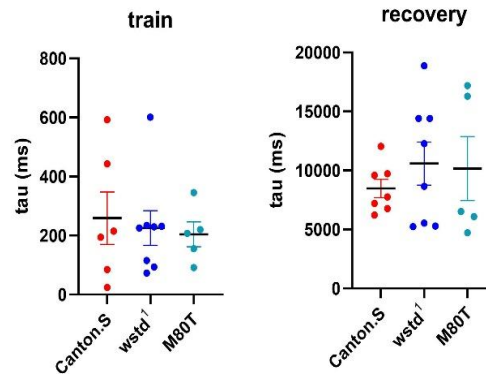 train
tau (ms)
800
600
400
200
0
Canton.S
wstd¹
M80T
recovery
tau (ms)
20000
15000
10000
5000
0
Canton.S
wstd¹
M80T